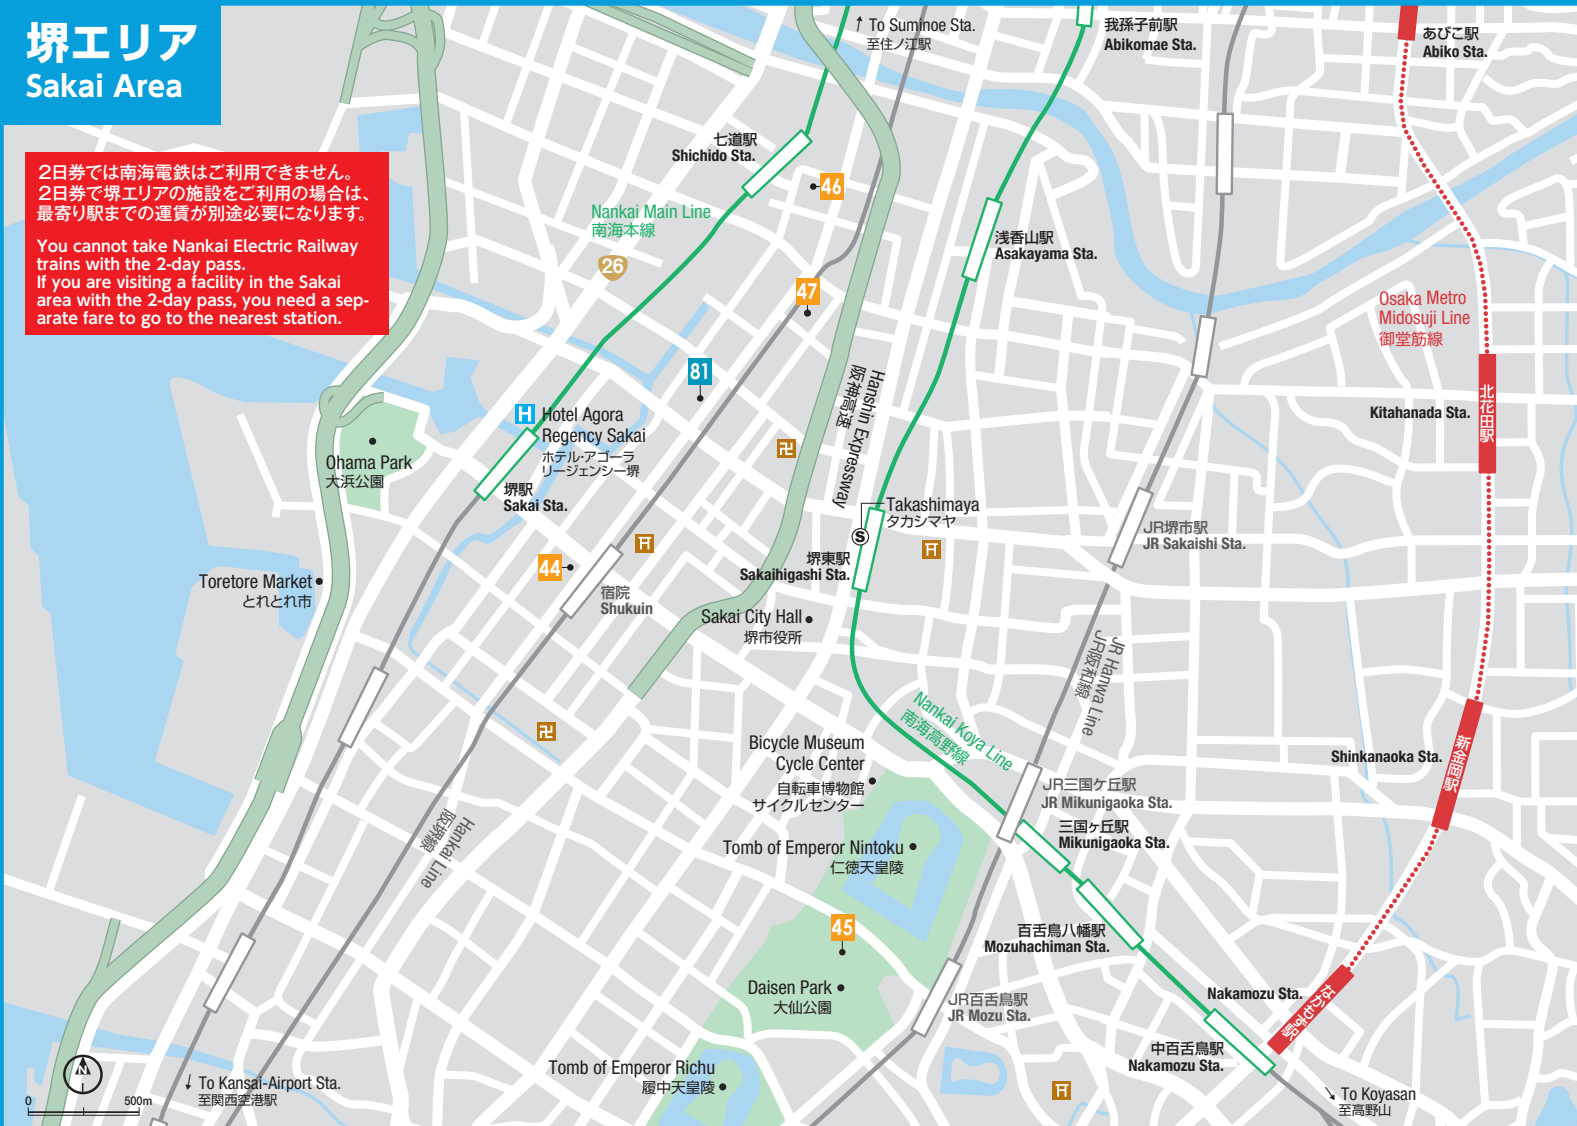 堺エリア
Sakai Area
2日券では南海電鉄はご利用できません。
2日券で堺エリアの施設をご利用の場合は、
最寄り駅までの運賃が別途必要になります。
You cannot take Nankai Electric Railway
trains with the 2-day pass.
If you are visiting a facility in the Sakai
area with the 2-day pass, you need a sep-
arate fare to go to the nearest station.
↑ To Suminoe Sta.
至住ノ江駅
我孫子前駅
Abikomae Sta.
あびこ駅
Abiko Sta.
七道駅
Shichido Sta.
46
Nankai Main Line
南海本線
26
浅香山駅
Asakayama Sta.
47
Osaka Metro
Midosuji Line
御堂筋線
81
Hanshin Expressway
阪神高速
北花田駅
Kitahanada Sta.
H Hotel Agora
Regency Sakai
ホテル・アゴーラ
リージェンシー堺
卍
Ohama Park
大浜公園
堺駅
Sakai Sta.
Takashimaya
タカシマヤ
S
JR堺市駅
JR Sakaishi Sta.
堺東駅
Sakaihigashi Sta.
44
宿院
Shukuin
Toretore Market
とれとれ市
Sakai City Hall
堺市役所
JR Hanwa Line
JR阪和線
Nankai Koya Line
南海高野線
卍
Bicycle Museum
Cycle Center
自転車博物館
サイクルセンター
Shinkanaoka Sta.
新金岡駅
JR三国ケ丘駅
JR Mikunigaoka Sta.
三国ヶ丘駅
Mikunigaoka Sta.
Hankai Line
阪堺線
Tomb of Emperor Nintoku
仁徳天皇陵
45
百舌鳥八幡駅
Mozuhachiman Sta.
Daisen Park
大仙公園
JR百舌鳥駅
JR Mozu Sta.
Nakamozu Sta.
なかもず駅
中百舌鳥駅
Nakamozu Sta.
Tomb of Emperor Richu
履中天皇陵
N
0 500m
↓ To Kansai-Airport Sta.
至関西空港駅
↘ To Koyasan
至高野山